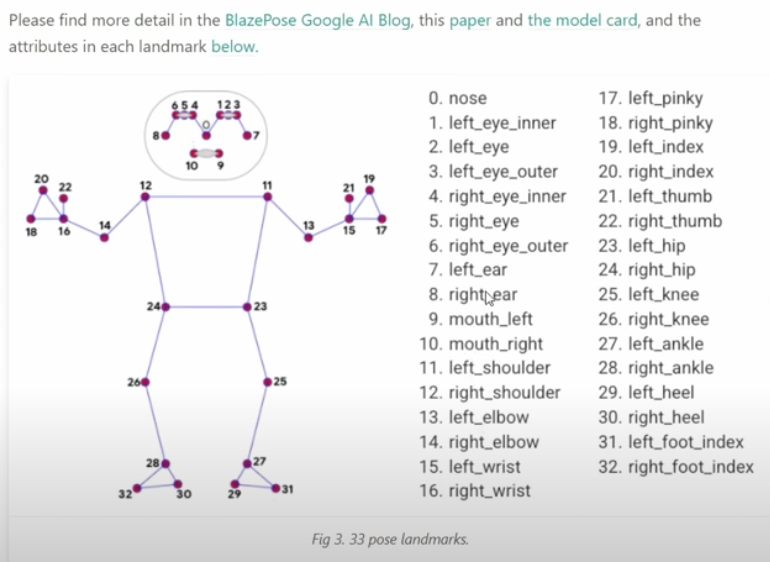 Please find more detail in the BlazePose Google AI Blog, this paper and the model card, and the
attributes in each landmark below.
6 5 4 1 2 3
0
8 7
10 9
20 22 12 11 21 19
18 16 14 13 15 17
24 23
26 25
28 27
32 30 29 31
0. nose
1. left_eye_inner
2. left_eye
3. left_eye_outer
4. right_eye_inner
5. right_eye
6. right_eye_outer
7. left_ear
8. right_ear
9. mouth_left
10. mouth_right
11. left_shoulder
12. right_shoulder
13. left_elbow
14. right_elbow
15. left_wrist
16. right_wrist
17. left_pinky
18. right_pinky
19. left_index
20. right_index
21. left_thumb
22. right_thumb
23. left_hip
24. right_hip
25. left_knee
26. right_knee
27. left_ankle
28. right_ankle
29. left_heel
30. right_heel
31. left_foot_index
32. right_foot_index
Fig 3. 33 pose landmarks.